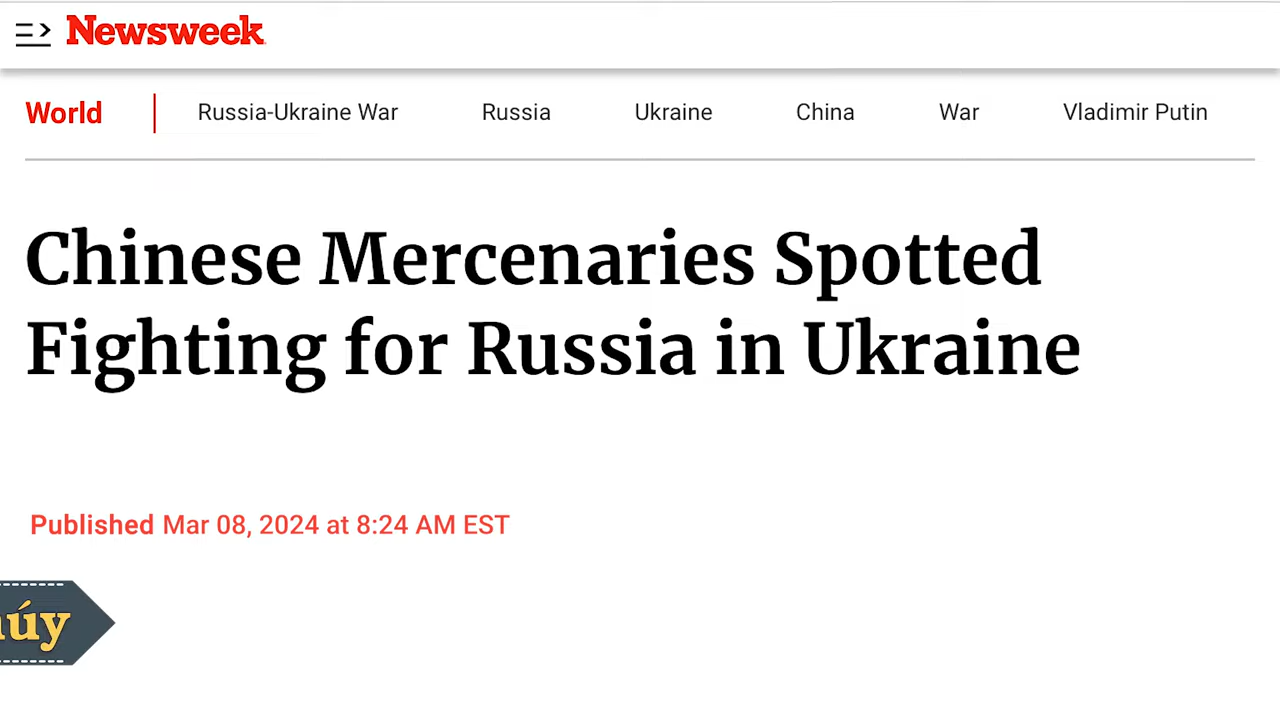 Newsweek
World
Russia-Ukraine War Russia Ukraine China War Vladimir Putin
Chinese Mercenaries Spotted
Fighting for Russia in Ukraine
Published Mar 08, 2024 at 8:24 AM EST